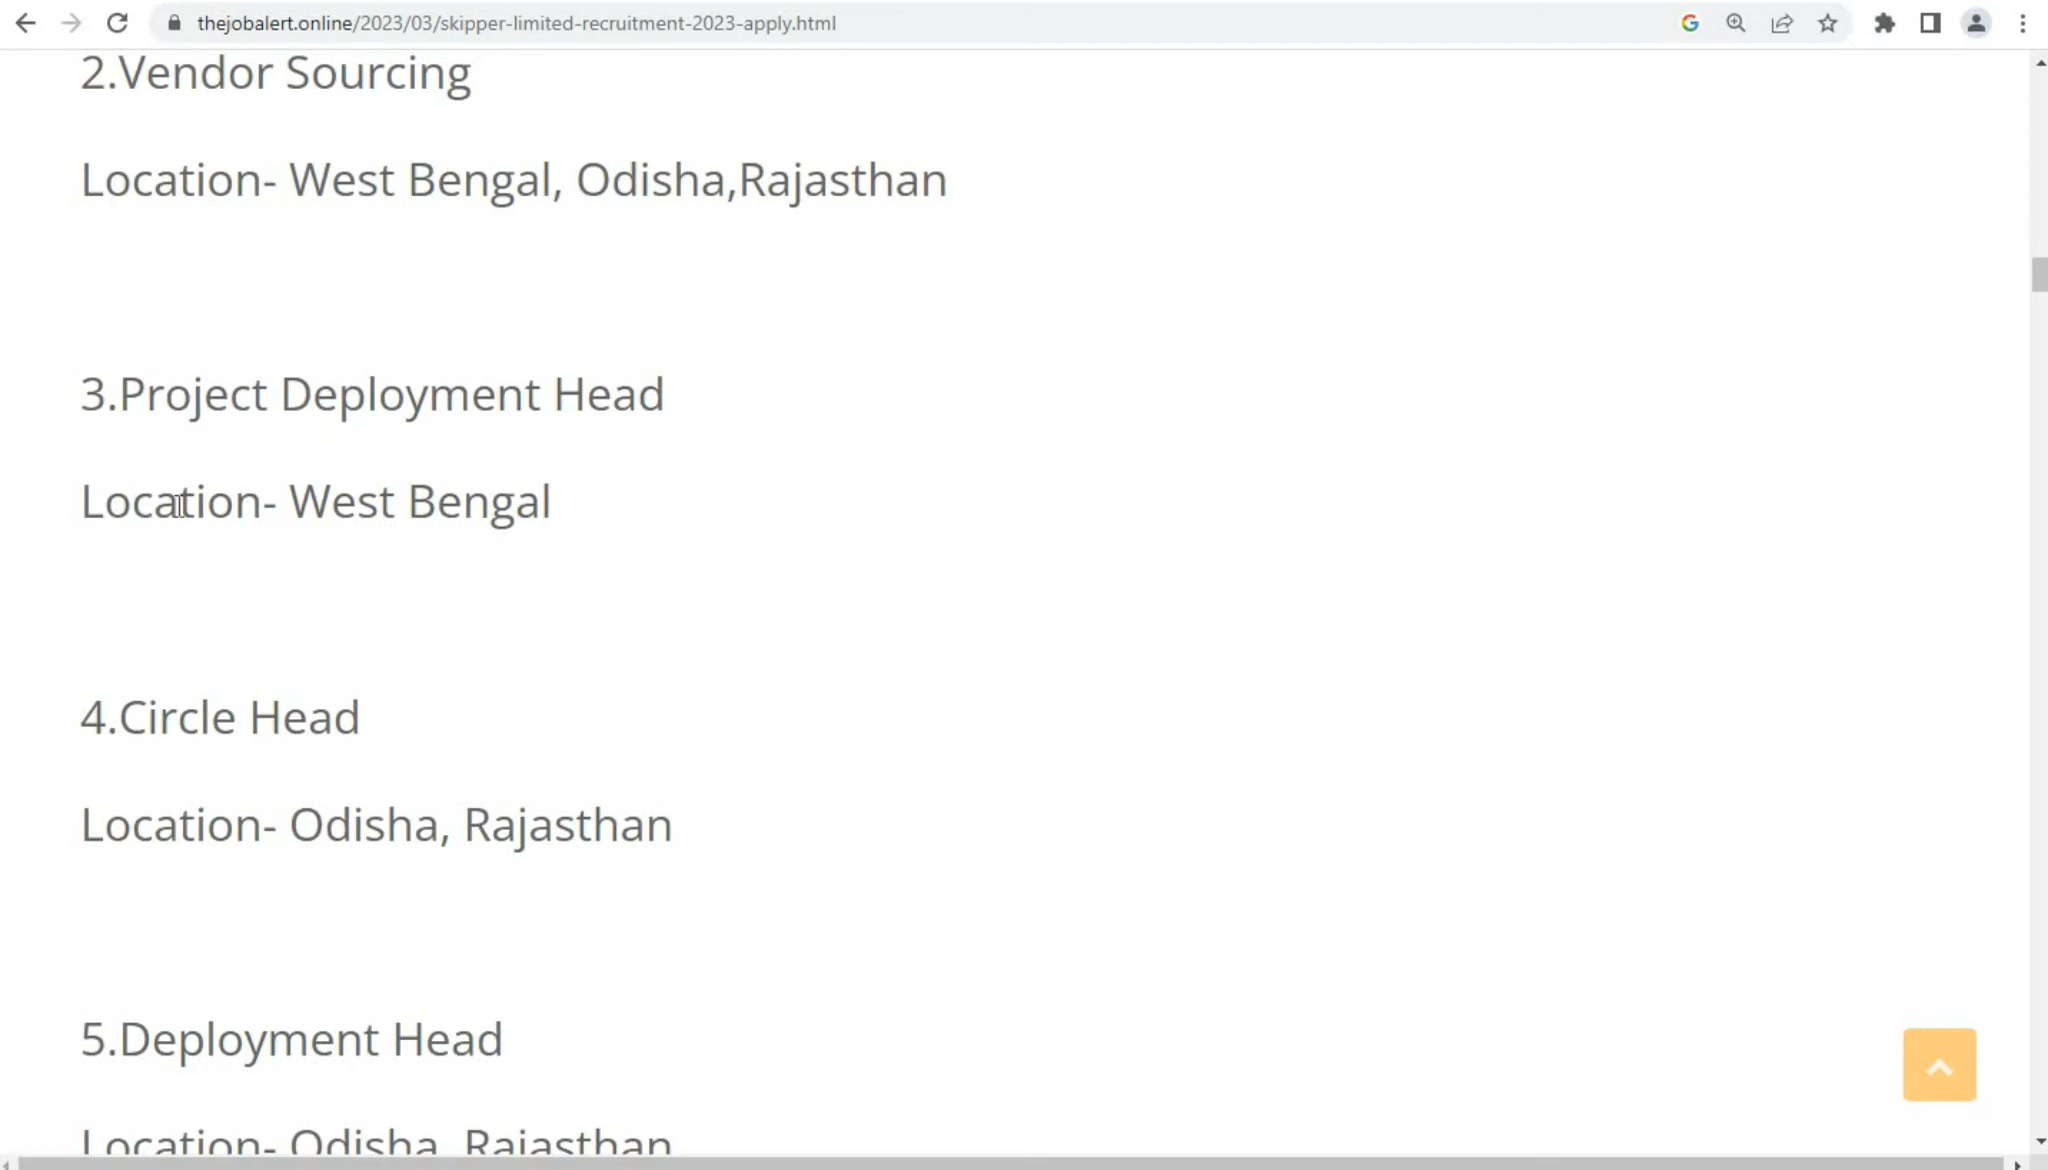 thejobalert.online/2023/03/skipper-limited-recruitment-2023-apply.html
2.Vendor Sourcing
Location- West Bengal, Odisha,Rajasthan
3.Project Deployment Head
Location- West Bengal
4.Circle Head
Location- Odisha, Rajasthan
5.Deployment Head
Location- Odisha, Rajasthan